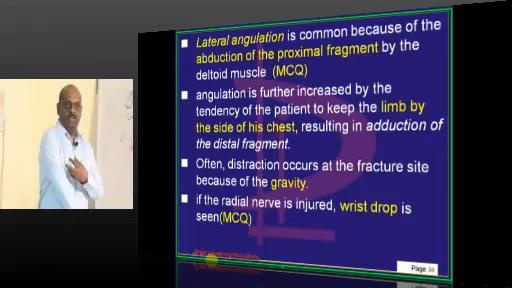 Lateral angulation is common because of the
abduction of the proximal fragment by the
deltoid muscle (MCQ)
angulation is further increased by the
tendency of the patient to keep the limb by
the side of his chest, resulting in adduction of
the distal fragment.
Often, distraction occurs at the fracture site
because of the gravity.
if the radial nerve is injured, wrist drop is
seen(MCQ)
Page 30